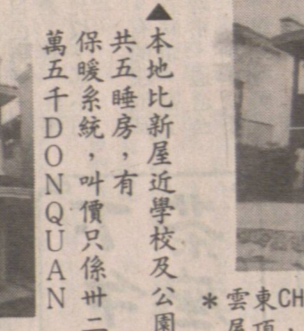 ▲本地比新屋近學校及公園
共五睡房，有
保暖系統，叫價只係卅二
萬五千DONQUAN
＊雲東CH
屋頂